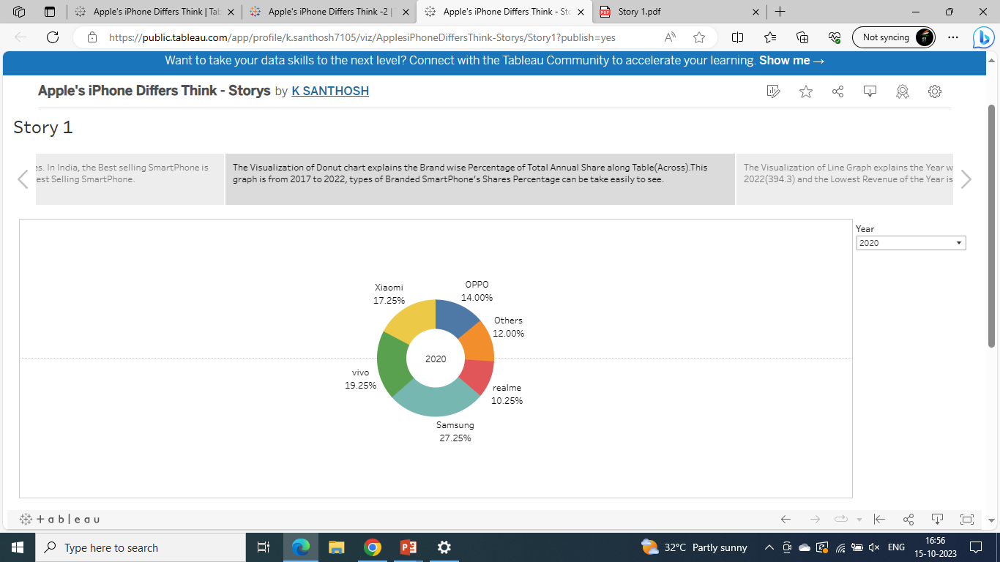 Apple's iPhone Differs Think | Tab
Apple's iPhone Differs Think -2 |
Apple's iPhone Differs Think - Sto
Story 1.pdf
https://public.tableau.com/app/profile/k.santhosh7105/viz/ApplesiPhoneDiffersThink-Storys/Story1?publish=yes
Not syncing
Want to take your data skills to the next level? Connect with the Tableau Community to accelerate your learning. Show me →
Apple's iPhone Differs Think - Storys by K SANTHOSH
Story 1
es. In India, the Best selling SmartPhone is
est Selling SmartPhone.
The Visualization of Donut chart explains the Brand wise Percentage of Total Annual Share along Table(Across).This
graph is from 2017 to 2022, types of Branded SmartPhone's Shares Percentage can be take easily to see.
The Visualization of Line Graph explains the Year w
2022(394.3) and the Lowest Revenue of the Year is
Year
2020
OPPO
14.00%
Others
12.00%
realme
10.25%
Samsung
27.25%
vivo
19.25%
Xiaomi
17.25%
2020
+ a b l e a u
Type here to search
32°C Partly sunny
ENG
16:56
15-10-2023